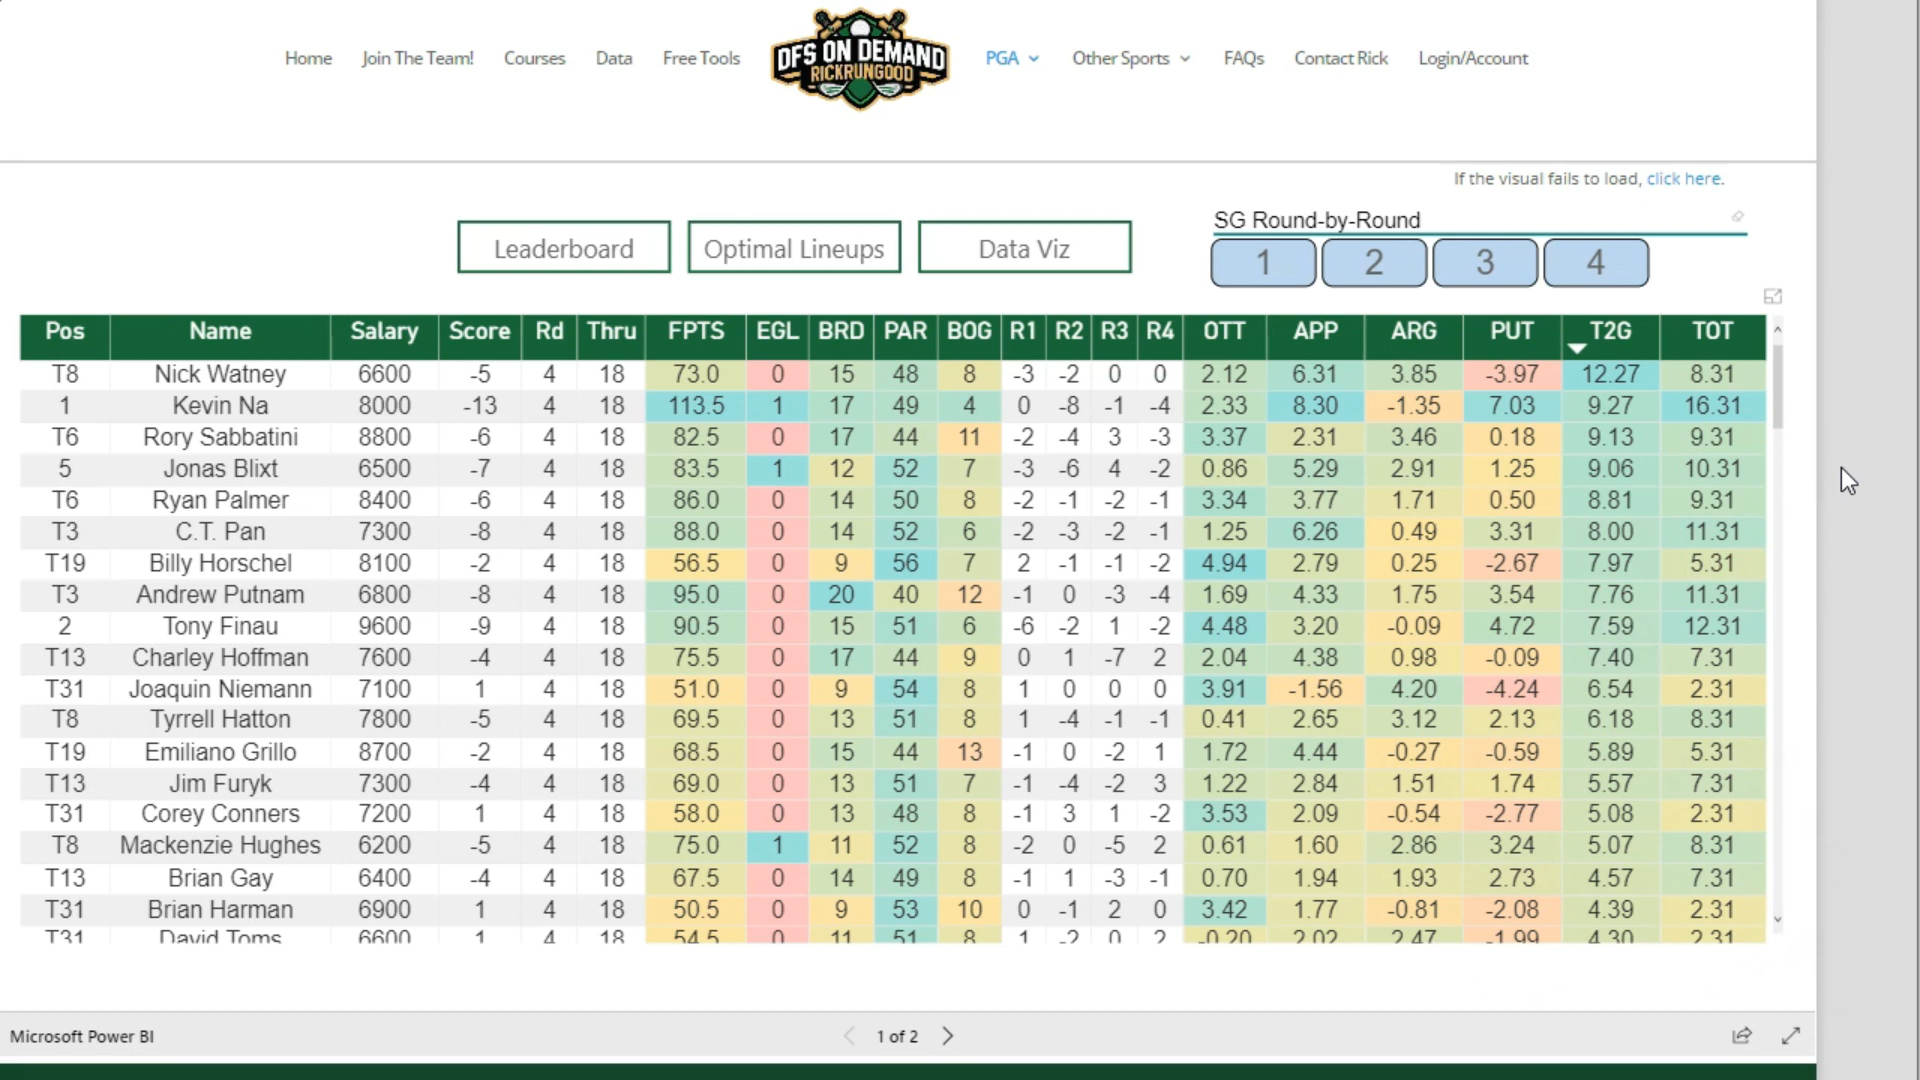 Home Join The Team! Courses Data Free Tools DFS ON DEMAND PGA Other Sports FAQs Contact Rick Login/Account
RICKRUNGOOD
If the visual fails to load, click here.
SG Round-by-Round
Leaderboard Optimal Lineups Data Viz 1 2 3 4
Pos Name Salary Score Rd Thru FPTS EGL BRD PAR BOG R1 R2 R3 R4 OTT APP ARG PUT T2G TOT
T8 Nick Watney 6600 -5 4 18 73.0 0 15 48 8 -3 -2 0 0 2.12 6.31 3.85 -3.97 12.27 8.31
1 Kevin Na 8000 -13 4 18 113.5 1 17 49 4 0 -8 -1 -4 2.33 8.30 -1.35 7.03 9.27 16.31
T6 Rory Sabbatini 8800 -6 4 18 82.5 0 17 44 11 -2 -4 3 -3 3.37 2.31 3.46 0.18 9.13 9.31
5 Jonas Blixt 6500 -7 4 18 83.5 1 12 52 7 -3 -6 4 -2 0.86 5.29 2.91 1.25 9.06 10.31
T6 Ryan Palmer 8400 -6 4 18 86.0 0 14 50 8 -2 -1 -2 -1 3.34 3.77 1.71 0.50 8.81 9.31
T3 C.T. Pan 7300 -8 4 18 88.0 0 14 52 6 -2 -3 -2 -1 1.25 6.26 0.49 3.31 8.00 11.31
T19 Billy Horschel 8100 -2 4 18 56.5 0 9 56 7 2 -1 -1 -2 4.94 2.79 0.25 -2.67 7.97 5.31
T3 Andrew Putnam 6800 -8 4 18 95.0 0 20 40 12 -1 0 -3 -4 1.69 4.33 1.75 3.54 7.76 11.31
2 Tony Finau 9600 -9 4 18 90.5 0 15 51 6 -6 -2 1 -2 4.48 3.20 -0.09 4.72 7.59 12.31
T13 Charley Hoffman 7600 -4 4 18 75.5 0 17 44 9 0 1 -7 2 2.04 4.38 0.98 -0.09 7.40 7.31
T31 Joaquin Niemann 7100 1 4 18 51.0 0 9 54 8 1 0 0 0 3.91 -1.56 4.20 -4.24 6.54 2.31
T8 Tyrrell Hatton 7800 -5 4 18 69.5 0 13 51 8 1 -4 -1 -1 0.41 2.65 3.12 2.13 6.18 8.31
T19 Emiliano Grillo 8700 -2 4 18 68.5 0 15 44 13 -1 0 -2 1 1.72 4.44 -0.27 -0.59 5.89 5.31
T13 Jim Furyk 7300 -4 4 18 69.0 0 13 51 7 -1 -4 -2 3 1.22 2.84 1.51 1.74 5.57 7.31
T31 Corey Conners 7200 1 4 18 58.0 0 13 48 8 -1 3 1 -2 3.53 2.09 -0.54 -2.77 5.08 2.31
T8 Mackenzie Hughes 6200 -5 4 18 75.0 1 11 52 8 -2 0 -5 2 0.61 1.60 2.86 3.24 5.07 8.31
T13 Brian Gay 6400 -4 4 18 67.5 0 14 49 8 -1 1 -3 -1 0.70 1.94 1.93 2.73 4.57 7.31
T31 Brian Harman 6900 1 4 18 50.5 0 9 53 10 0 -1 2 0 3.42 1.77 -0.81 -2.08 4.39 2.31
T31 David Toms 6600 1 4 18 54.5 0 11 51 8 1 -2 0 2 -0.20 2.02 2.47 -1.99 4.30 2.31
Microsoft Power BI 1 of 2